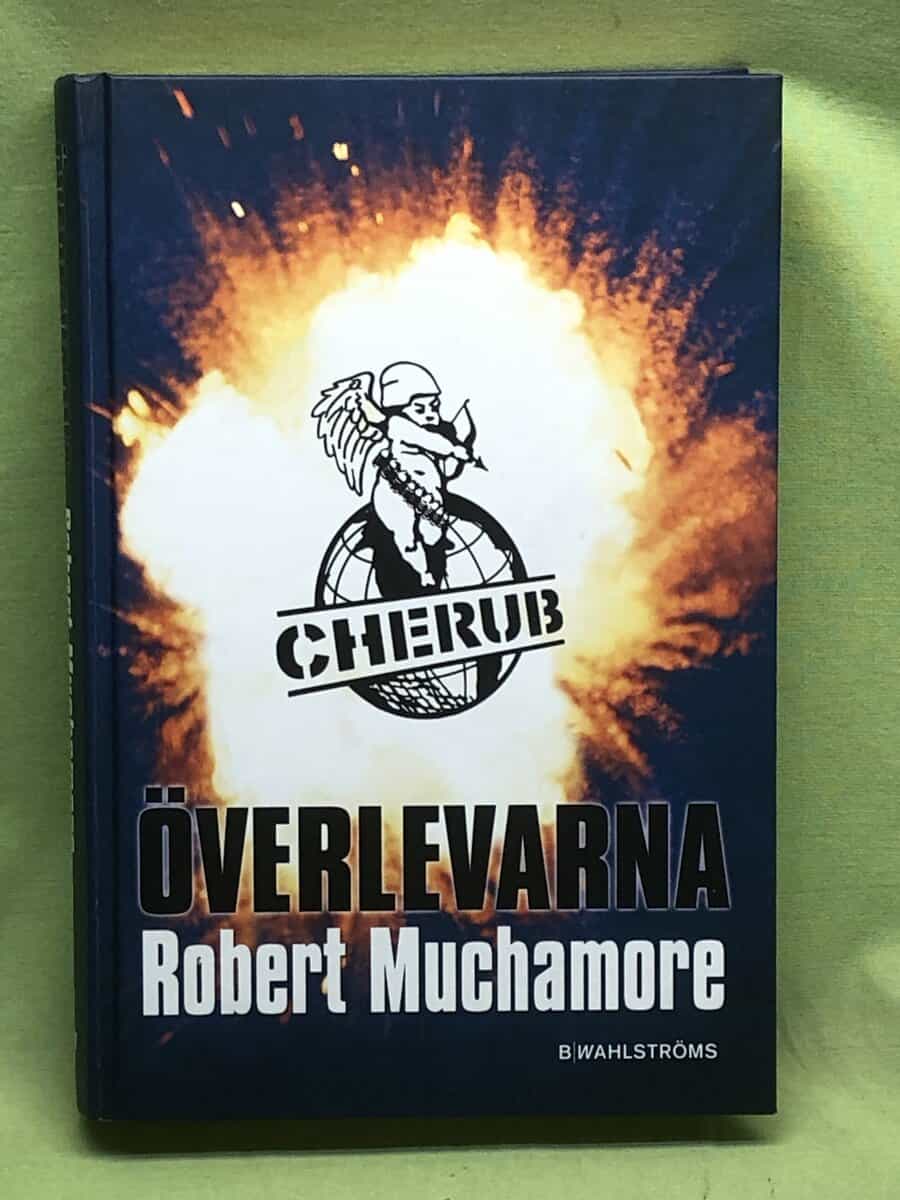 CHERUB
ÖVERLEVARNA
Robert Muchamore
B|WAHLSTRÖMS